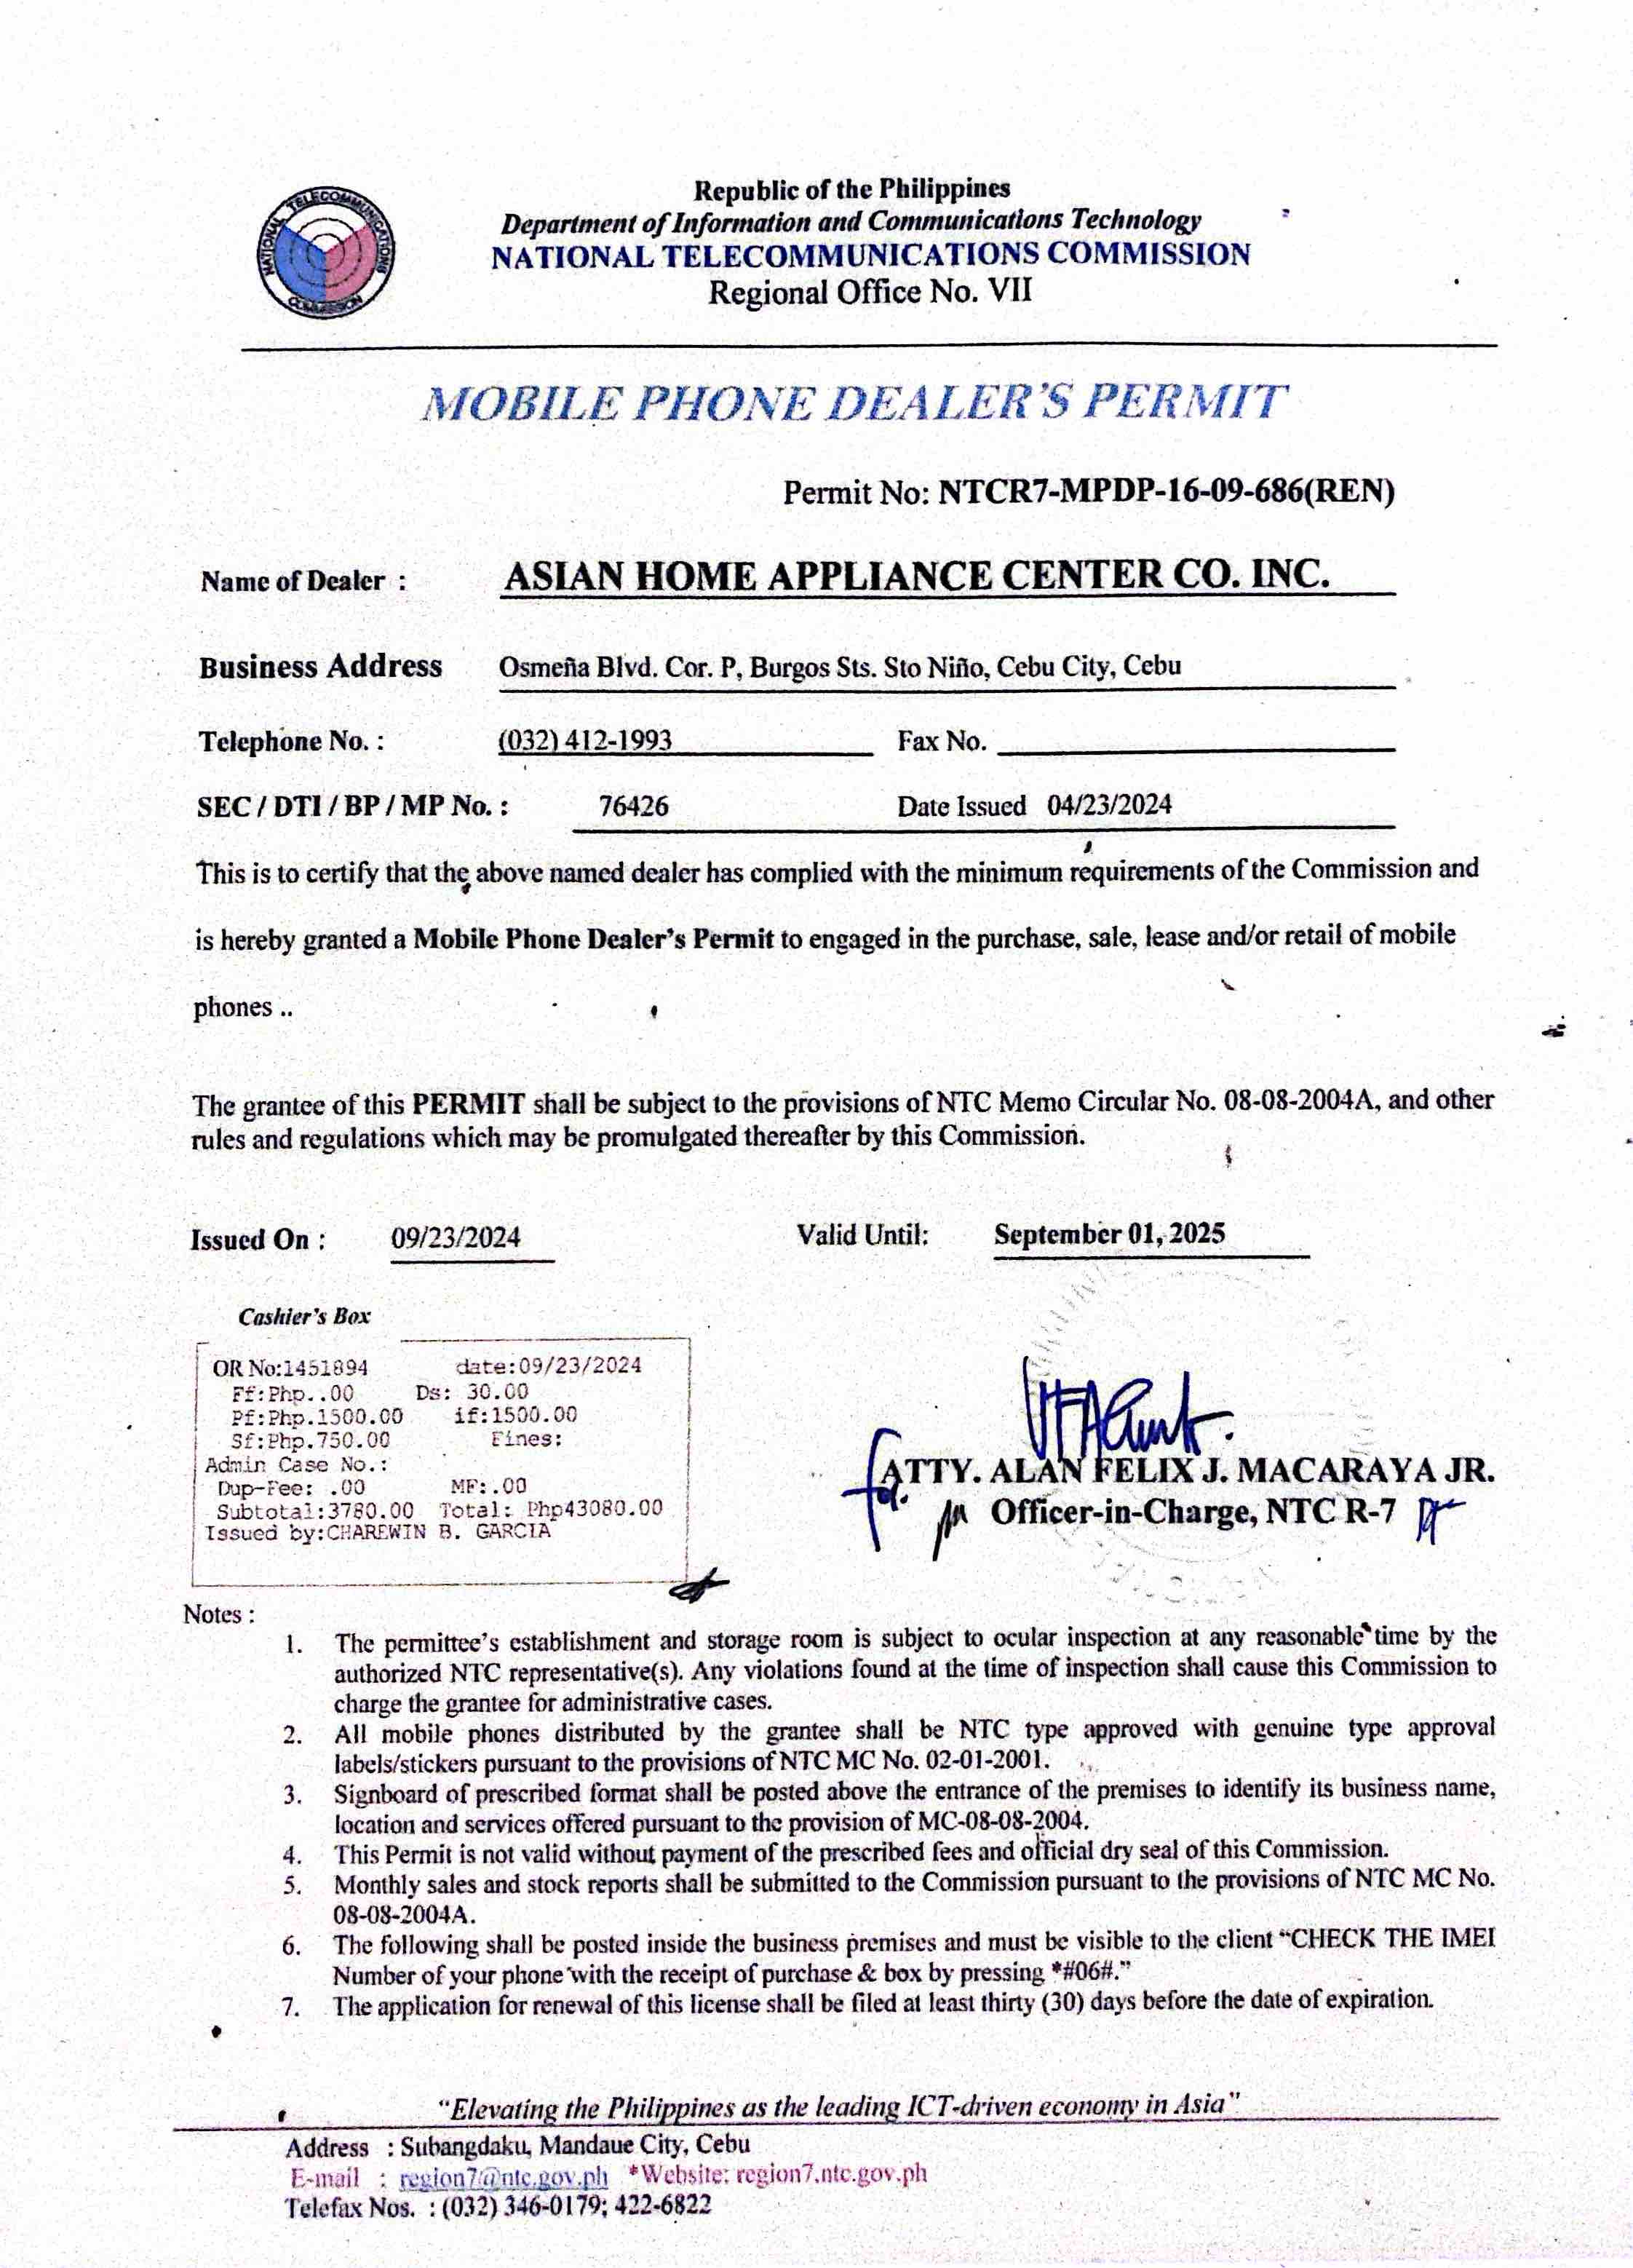 NATIONAL TELECOMMUNICATIONS COMMISSION
Republic of the Philippines
Department of Information and Communications Technology
NATIONAL TELECOMMUNICATIONS COMMISSION
Regional Office No. VII
MOBILE PHONE DEALER'S PERMIT
Permit No: NTCR7-MPDP-16-09-686(REN)
Name of Dealer : ASIAN HOME APPLIANCE CENTER CO. INC.
Business Address Osmeña Blvd. Cor. P, Burgos Sts. Sto Niño, Cebu City, Cebu
Telephone No. : (032) 412-1993 Fax No.
SEC / DTI / BP / MP No. : 76426 Date Issued 04/23/2024
This is to certify that the above named dealer has complied with the minimum requirements of the Commission and
is hereby granted a Mobile Phone Dealer's Permit to engaged in the purchase, sale, lease and/or retail of mobile
phones ..
The grantee of this PERMIT shall be subject to the provisions of NTC Memo Circular No. 08-08-2004A, and other
rules and regulations which may be promulgated thereafter by this Commission.
Issued On : 09/23/2024 Valid Until: September 01, 2025
Cashier's Box
OR No:1451894 date:09/23/2024
Ff:Php..00 Ds: 30.00
Pf:Php.1500.00 if:1500.00
Sf:Php.750.00 Fines:
Admin Case No.:
Dup-Fee: .00 MF:.00
Subtotal:3780.00 Total: Php43080.00
Issued by:CHAREWIN B. GARCIA
for.
ATTY. ALAN FELIX J. MACARAYA JR.
Officer-in-Charge, NTC R-7
Notes :
1. The permittee's establishment and storage room is subject to ocular inspection at any reasonable time by the
authorized NTC representative(s). Any violations found at the time of inspection shall cause this Commission to
charge the grantee for administrative cases.
2. All mobile phones distributed by the grantee shall be NTC type approved with genuine type approval
labels/stickers pursuant to the provisions of NTC MC No. 02-01-2001.
3. Signboard of prescribed format shall be posted above the entrance of the premises to identify its business name,
location and services offered pursuant to the provision of MC-08-08-2004.
4. This Permit is not valid without payment of the prescribed fees and official dry seal of this Commission.
5. Monthly sales and stock reports shall be submitted to the Commission pursuant to the provisions of NTC MC No.
08-08-2004A.
6. The following shall be posted inside the business premises and must be visible to the client “CHECK THE IMEI
Number of your phone with the receipt of purchase & box by pressing *#06#.”
7. The application for renewal of this license shall be filed at least thirty (30) days before the date of expiration.
“Elevating the Philippines as the leading ICT-driven economy in Asia”
Address : Subangdaku, Mandaue City, Cebu
E-mail : region7@ntc.gov.ph *Website: region7.ntc.gov.ph
Telefax Nos. : (032) 346-0179; 422-6822